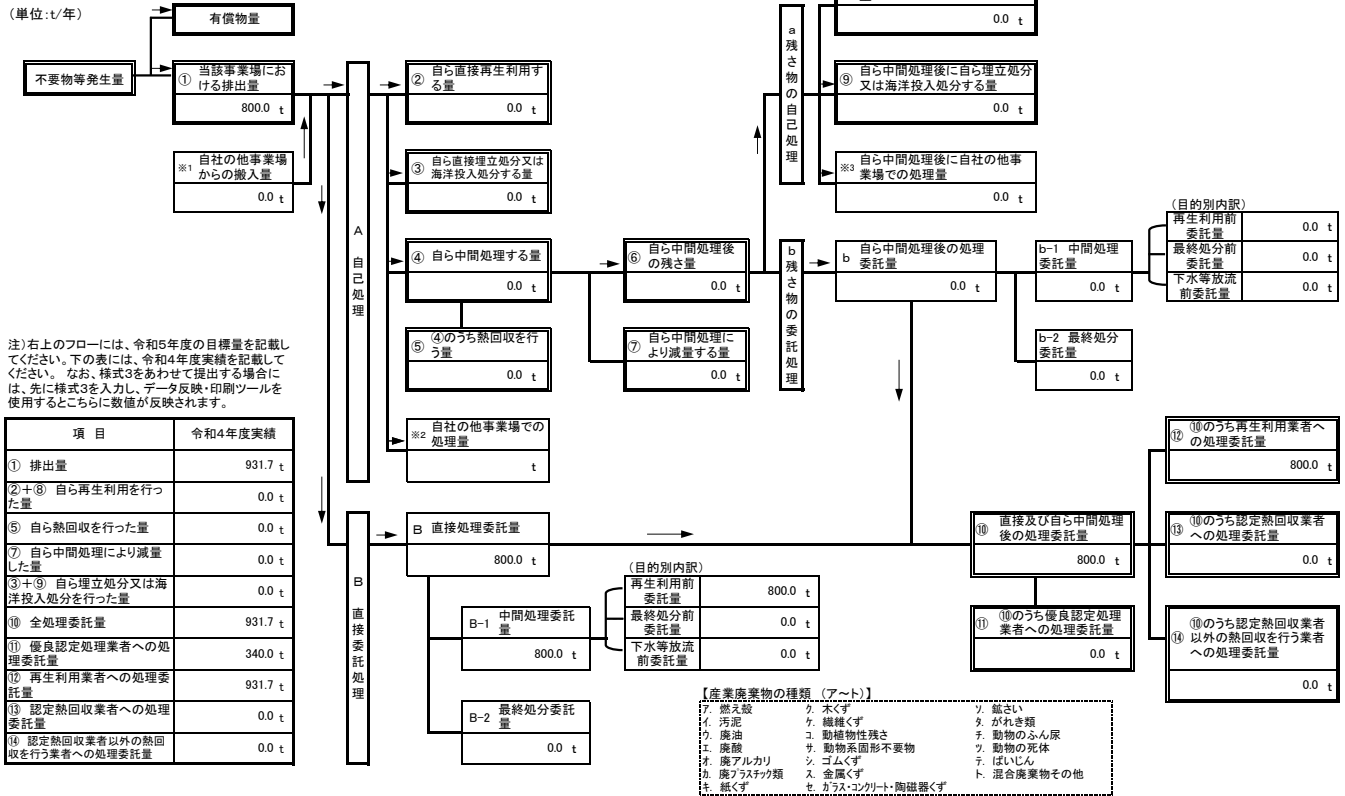 (単位:t/年)
有償物量
不要物等発生量
① 当該事業場にお
ける排出量
800.0 t
※1 自社の他事業場
からの搬入量
0.0 t
A 自己処理
② 自ら直接再生利用す
る量
0.0 t
③ 自ら直接埋立処分又は
海洋投入処分する量
0.0 t
④ 自ら中間処理する量
0.0 t
⑤ ④のうち熱回収を行
う量
0.0 t
※2 自社の他事業場での
処理量
t
⑥ 自ら中間処理後
の残さ量
0.0 t
⑦ 自ら中間処理に
より減量する量
0.0 t
a 残さ物の自己処理
0.0 t
⑨ 自ら中間処理後に自ら埋立処分
又は海洋投入処分する量
0.0 t
※3 自ら中間処理後に自社の他事
業場での処理量
0.0 t
b 残さ物の委託処理
b 自ら中間処理後の処理
委託量
0.0 t
b-1 中間処理
委託量
0.0 t
(目的別内訳)
再生利用前
委託量
0.0 t
最終処分前
委託量
0.0 t
下水等放流
前委託量
0.0 t
b-2 最終処分
委託量
0.0 t
注)右上のフローには、令和5年度の目標量を記載し
てください。下の表には、令和4年度実績を記載して
ください。 なお、様式3をあわせて提出する場合に
は、先に様式3を入力し、データ反映・印刷ツールを
使用するとこちらに数値が反映されます。
項 目 令和4年度実績
① 排出量 931.7 t
②+⑧ 自ら再生利用を行っ
た量 0.0 t
⑤ 自ら熱回収を行った量 0.0 t
⑦ 自ら中間処理により減量
した量 0.0 t
③+⑨ 自ら埋立処分又は海
洋投入処分を行った量 0.0 t
⑩ 全処理委託量 931.7 t
⑪ 優良認定処理業者への処
理委託量 340.0 t
⑫ 再生利用業者への処理委
託量 931.7 t
⑬ 認定熱回収業者への処理
委託量 0.0 t
⑭ 認定熱回収業者以外の熱回
収を行う業者への処理委託量 0.0 t
B 直接委託処理
B 直接処理委託量
800.0 t
B-1 中間処理委託
量
800.0 t
(目的別内訳)
再生利用前
委託量
800.0 t
最終処分前
委託量
0.0 t
下水等放流
前委託量
0.0 t
B-2 最終処分委託
量
0.0 t
⑩ 直接及び自ら中間処理
後の処理委託量
800.0 t
⑪ ⑩のうち優良認定処理
業者への処理委託量
0.0 t
⑫ ⑩のうち再生利用業者へ
の処理委託量
800.0 t
⑬ ⑩のうち認定熱回収業者
への処理委託量
0.0 t
⑭ ⑩のうち認定熱回収業者
以外の熱回収を行う業者
への処理委託量
0.0 t
【産業廃棄物の種類 (ア~ト)】
ア. 燃え殻 ク. 木くず ソ. 鉱さい
イ. 汚泥 ケ. 繊維くず タ. がれき類
ウ. 廃油 コ. 動植物性残さ チ. 動物のふん尿
エ. 廃酸 サ. 動物系固形不要物 ツ. 動物の死体
オ. 廃アルカリ シ. ゴムくず テ. ばいじん
カ. 廃プラスチック類 ス. 金属くず ト. 混合廃棄物その他
キ. 紙くず セ. ガラス・コンクリート・陶磁器くず